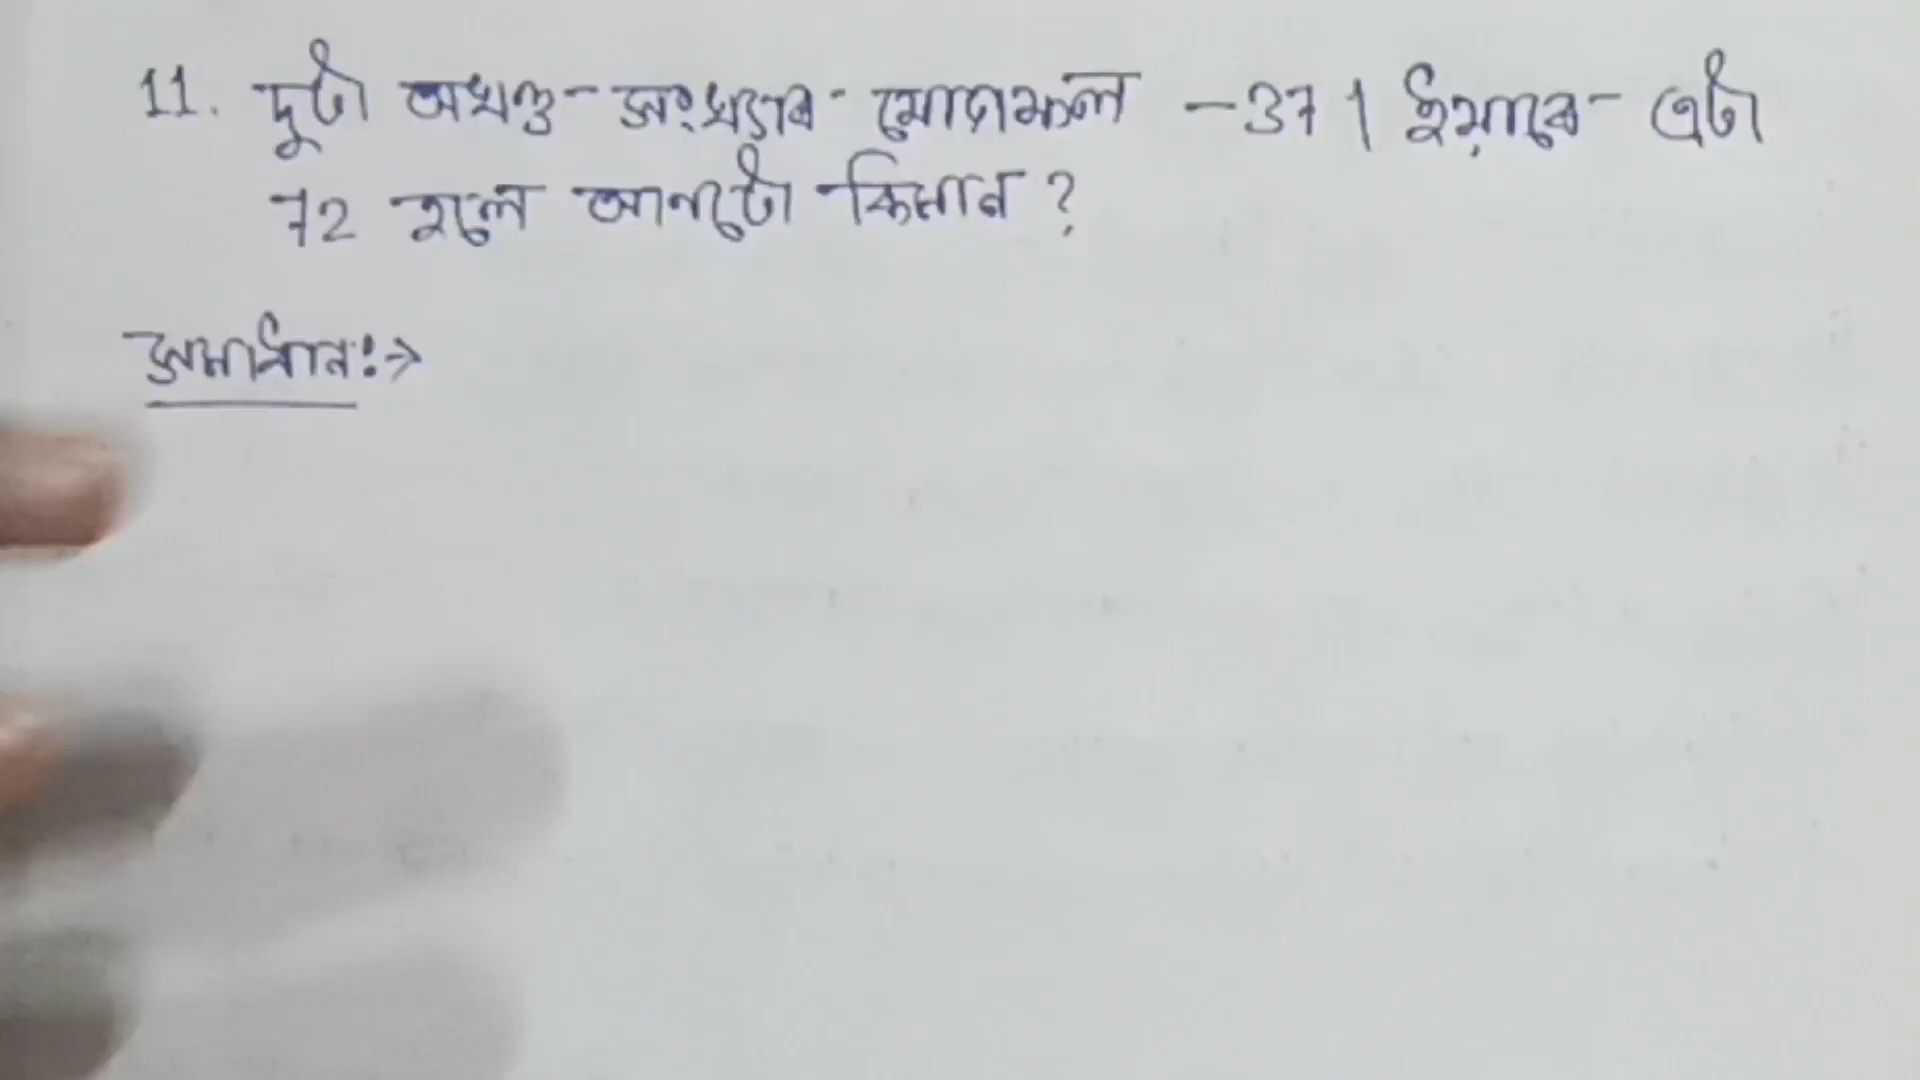 11. দুটা অখণ্ড সংখ্যাৰ যোগফল -37। ইয়াৰে এটা
72 হলে আনটো কিমান?
সমাধান:→